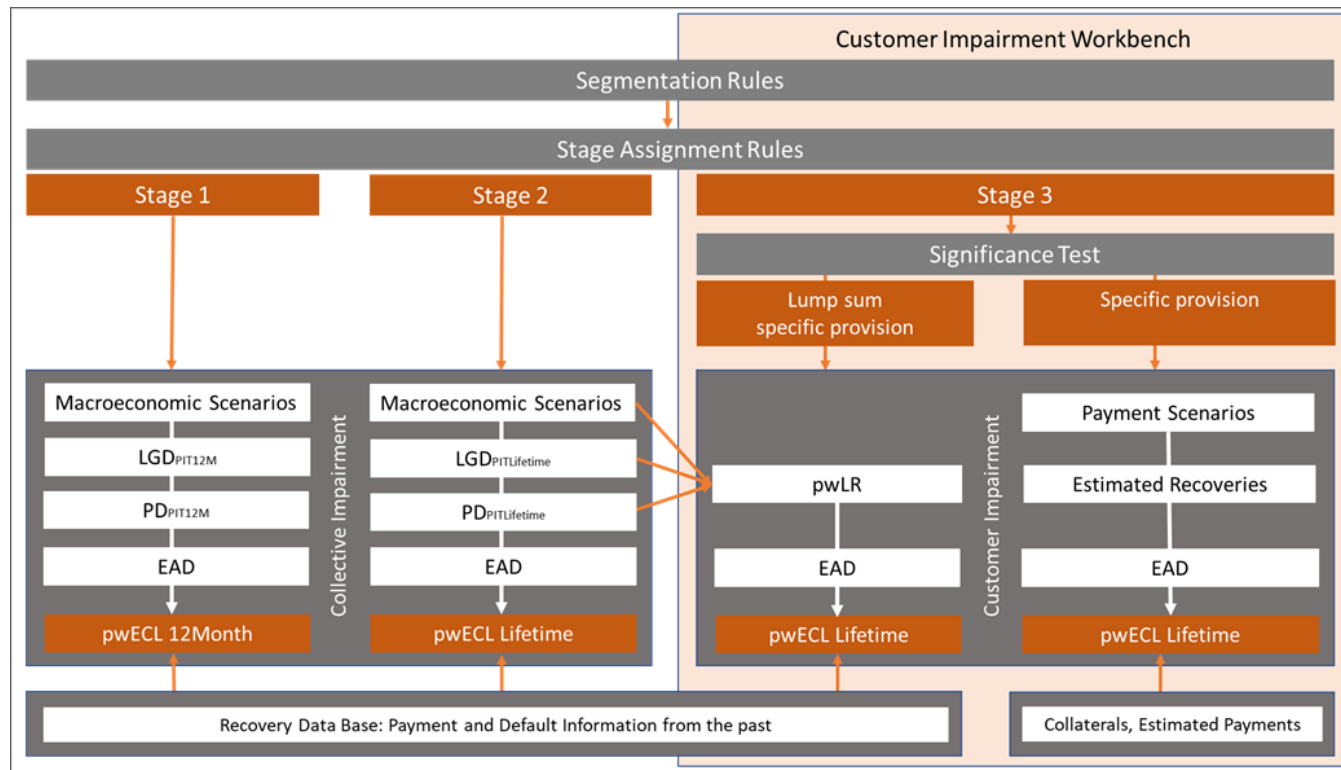 Customer Impairment Workbench
Segmentation Rules
Stage Assignment Rules
Stage 1
Stage 2
Stage 3
Significance Test
Lump sum
specific provision
Specific provision
Macroeconomic Scenarios
LGDPIT12M
PDPIT12M
EAD
pwECL 12Month
Collective Impairment
Macroeconomic Scenarios
LGDPITLifetime
PDPITLifetime
EAD
pwECL Lifetime
pwLR
EAD
pwECL Lifetime
Customer Impairment
Payment Scenarios
Estimated Recoveries
EAD
pwECL Lifetime
Recovery Data Base: Payment and Default Information from the past
Collaterals, Estimated Payments